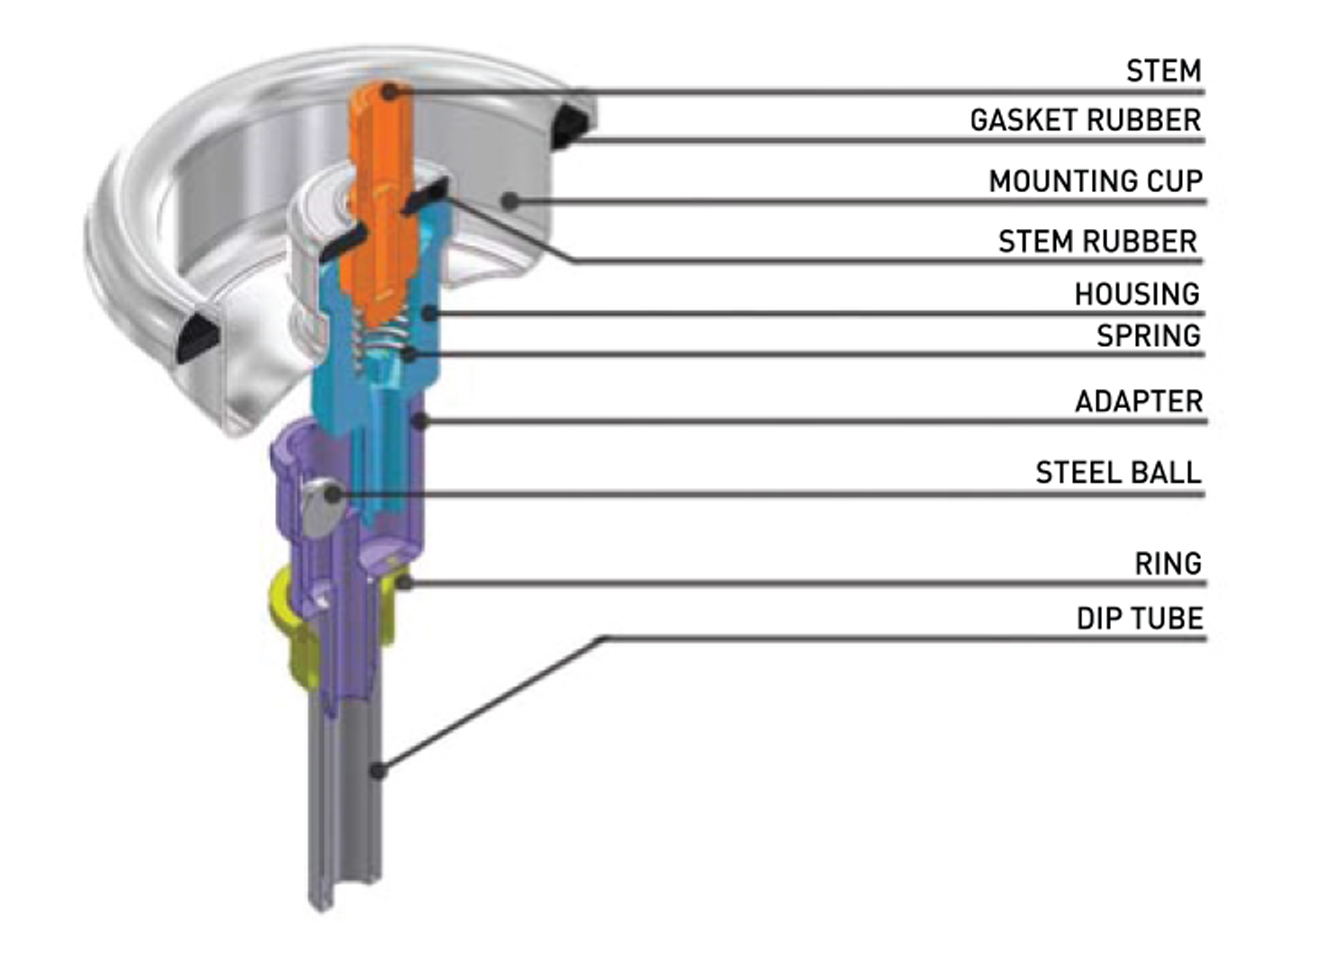 STEM
GASKET RUBBER
MOUNTING CUP
STEM RUBBER
HOUSING
SPRING
ADAPTER
STEEL BALL
RING
DIP TUBE